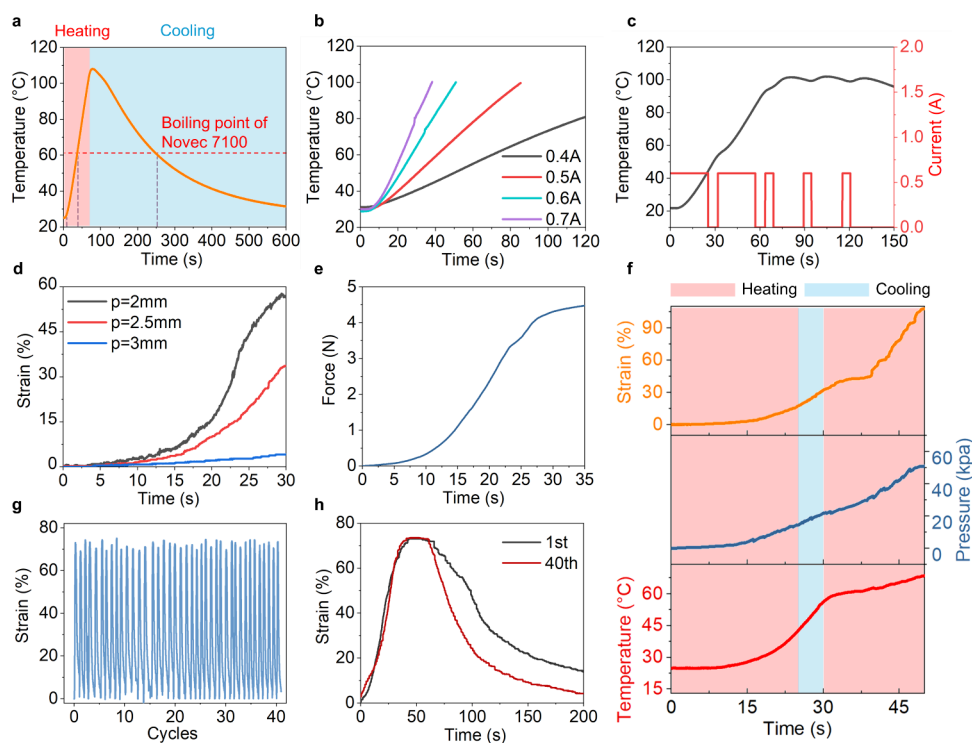 a
Heating
Cooling
Temperature (°C)
120
100
80
60
40
20
Boiling point of
Novec 7100
0
100
200
300
400
500
600
Time (s)
b
Temperature (°C)
120
100
80
60
40
20
0.4A
0.5A
0.6A
0.7A
0
20
40
60
80
100
120
Time (s)
c
Temperature (°C)
120
100
80
60
40
20
2.0
1.5
1.0
0.5
0.0
Current (A)
0
30
60
90
120
150
Time (s)
d
Strain (%)
60
45
30
15
0
p=2mm
p=2.5mm
p=3mm
0
5
10
15
20
25
30
Time (s)
e
Force (N)
5
4
3
2
1
0
0
5
10
15
20
25
30
35
Time (s)
f
Heating
Cooling
Strain (%)
90
60
30
0
60
40
20
0
Pressure (kpa)
Temperature (°C)
60
45
30
15
0
15
30
45
Time (s)
g
Strain (%)
80
60
40
20
0
0
10
20
30
40
Cycles
h
Strain (%)
80
60
40
20
0
1st
40th
0
50
100
150
200
Time (s)